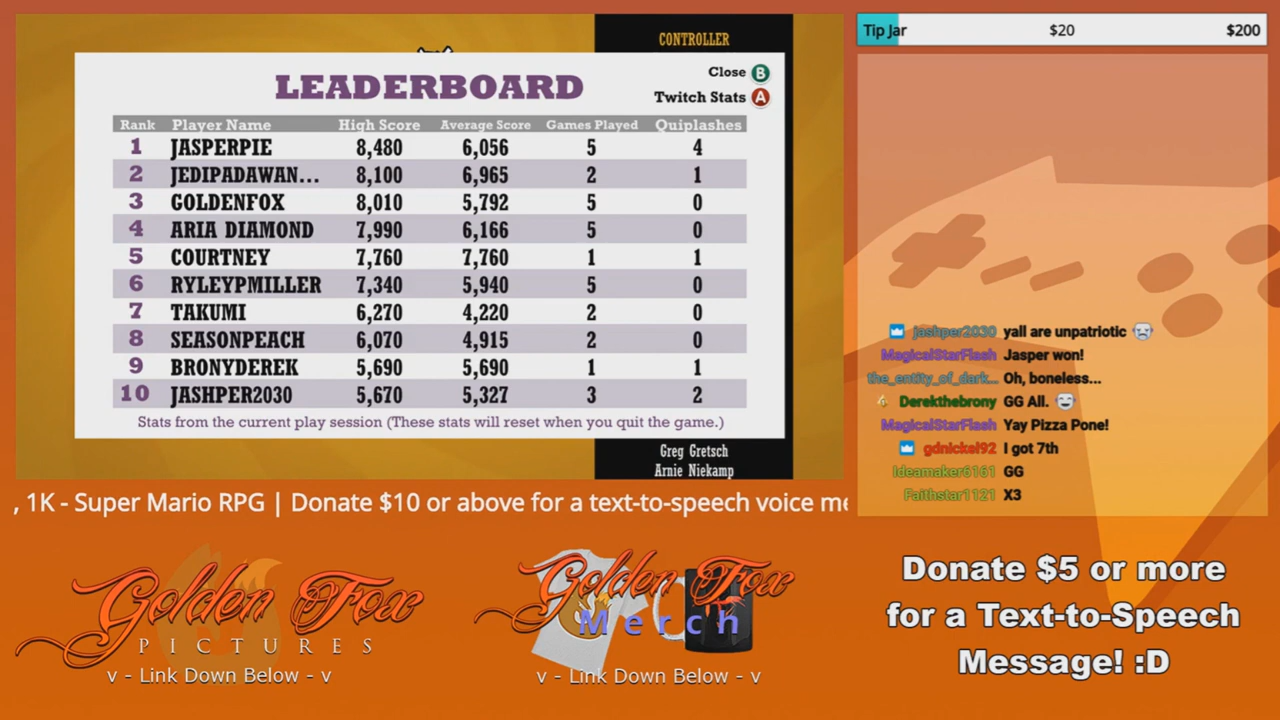 CONTROLLER
LEADERBOARD
Close B
Twitch Stats A
Rank Player Name High Score Average Score Games Played Quiplashes
1 JASPERPIE 8,480 6,056 5 4
2 JEDIPADAWAN... 8,100 6,965 2 1
3 GOLDENFOX 8,010 5,792 5 0
4 ARIA DIAMOND 7,990 6,166 5 0
5 COURTNEY 7,760 7,760 1 1
6 RYLEYPMILLER 7,340 5,940 5 0
7 TAKUMI 6,270 4,220 2 0
8 SEASONPEACH 6,070 4,915 2 0
9 BRONYDEREK 5,690 5,690 1 1
10 JASHPER2030 5,670 5,327 3 2
Stats from the current play session (These stats will reset when you quit the game.)
Greg Gretsch
Arnie Niekamp
, 1K - Super Mario RPG | Donate $10 or above for a text-to-speech voice me
Tip Jar $20 $200
jashper2030 yall are unpatriotic
MagicalStarFlash Jasper won!
the_entity_of_dark... Oh, boneless...
Derekthebrony GG All.
MagicalStarFlash Yay Pizza Pone!
gdnickel92 I got 7th
Ideamaker6161 GG
Faithstar1121 X3
Golden Fox
PICTURES
v - Link Down Below - v
Golden Fox
Merch
v - Link Down Below - v
Donate $5 or more
for a Text-to-Speech
Message! :D